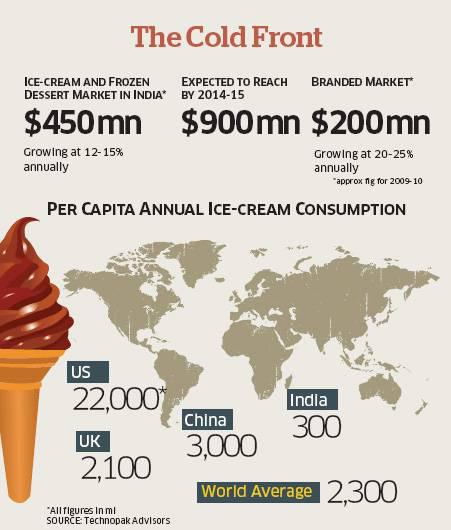 The Cold Front
ICE-CREAM AND FROZEN
DESSERT MARKET IN INDIA*
$450mn
Growing at 12-15%
annually
EXPECTED TO REACH
BY 2014-15
$900mn
BRANDED MARKET*
$200mn
Growing at 20-25%
annually
*approx fig for 2009-10
PER CAPITA ANNUAL ICE-CREAM CONSUMPTION
US
22,000*
UK
2,100
China
3,000
India
300
World Average 2,300
*All figures in ml
SOURCE: Technopak Advisors